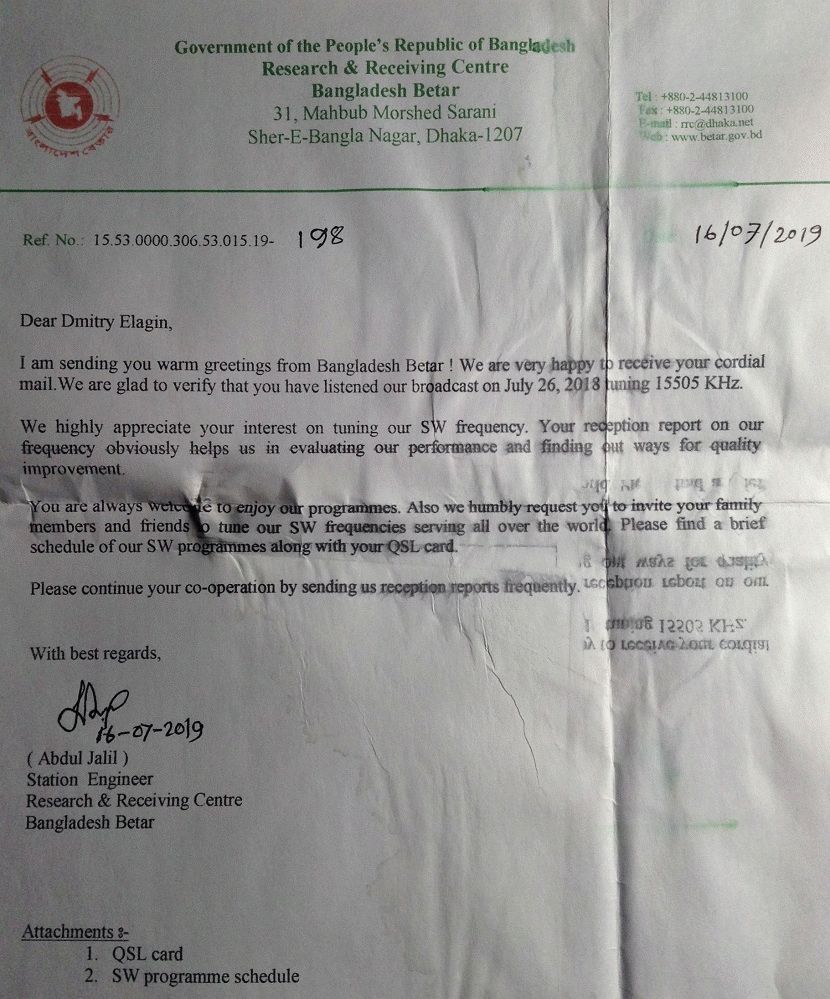 Government of the People's Republic of Bangladesh
Research & Receiving Centre
Bangladesh Betar
31, Mahbub Morshed Sarani
Sher-E-Bangla Nagar, Dhaka-1207
বাংলাদেশ বেতার
Tel : +880-2-44813100
Fax : +880-2-44813100
E-mail : rrc@dhaka.net
Web : www.betar.gov.bd
Ref. No.: 15.53.0000.306.53.015.19- 198
16/07/2019
Dear Dmitry Elagin,
I am sending you warm greetings from Bangladesh Betar ! We are very happy to receive your cordial
mail.We are glad to verify that you have listened our broadcast on July 26, 2018 tuning 15505 KHz.
We highly appreciate your interest on tuning our SW frequency. Your reception report on our
frequency obviously helps us in evaluating our performance and finding out ways for quality
improvement.
You are always welcome to enjoy our programmes. Also we humbly request you to invite your family
members and friends to tune our SW frequencies serving all over the world. Please find a brief
schedule of our SW programmes along with your QSL card.
Please continue your co-operation by sending us reception reports frequently.
With best regards,
16-07-2019
( Abdul Jalil )
Station Engineer
Research & Receiving Centre
Bangladesh Betar
Attachments :-
1. QSL card
2. SW programme schedule